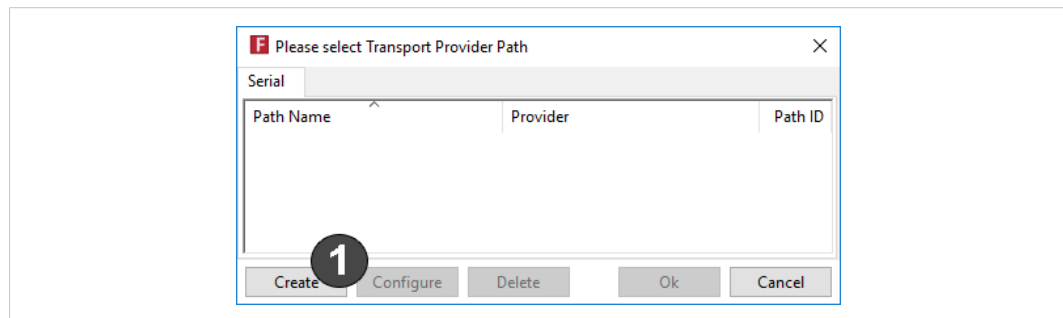 F Please select Transport Provider Path
Serial
Path Name Provider Path ID
1
Create Configure Delete Ok Cancel